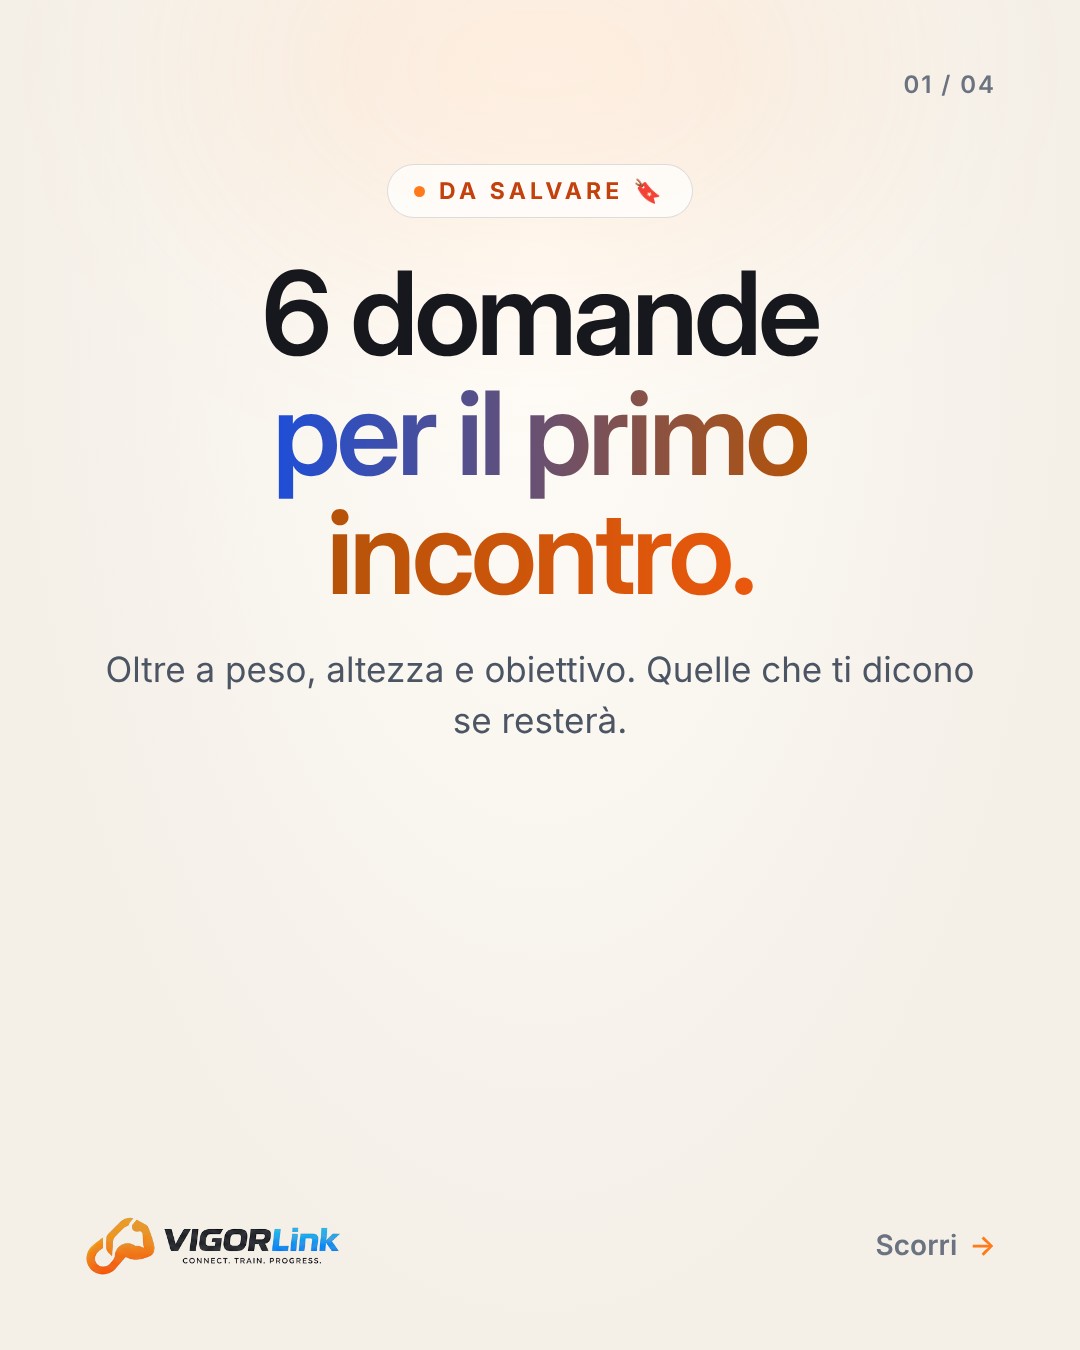 01 / 04
DA SALVARE 🔖
6 domande
per il primo
incontro.
Oltre a peso, altezza e obiettivo. Quelle che ti dicono
se resterà.
VIGORLink
CONNECT. TRAIN. PROGRESS.
Scorri →